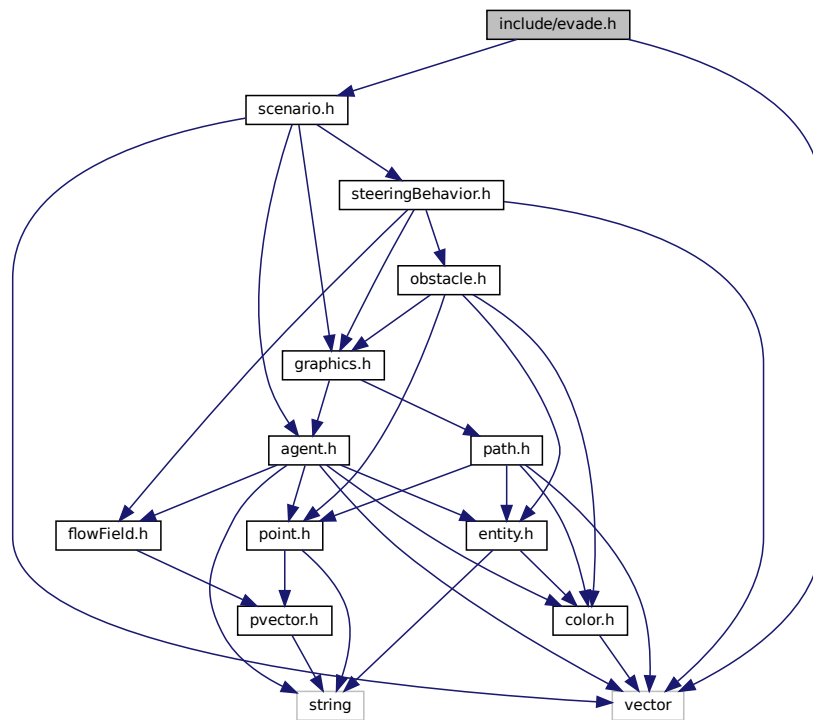 include/evade.h
scenario.h
steeringBehavior.h
obstacle.h
graphics.h
agent.h
path.h
flowField.h
point.h
entity.h
pvector.h
color.h
string
vector